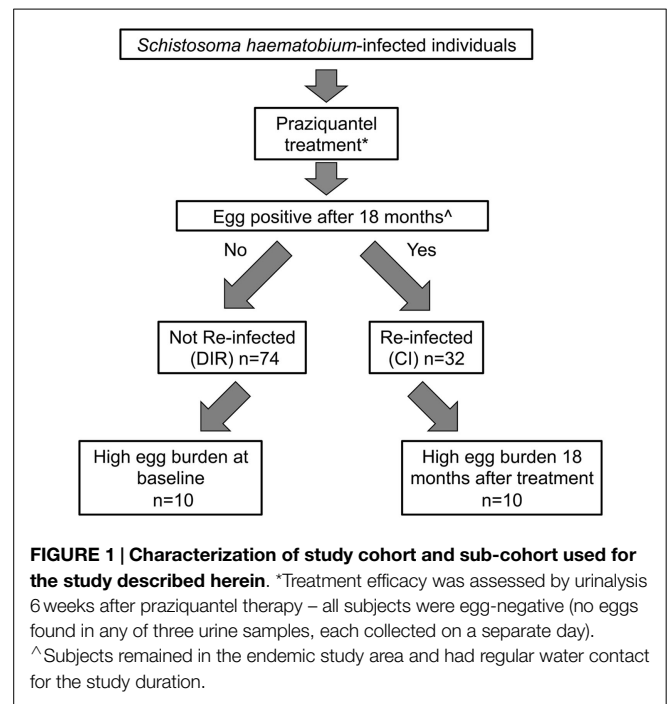 Schistosoma haematobium-infected individuals
Praziquantel
treatment*
Egg positive after 18 months^
No
Yes
Not Re-infected
(DIR) n=74
Re-infected
(CI) n=32
High egg burden at
baseline
n=10
High egg burden 18
months after treatment
n=10
FIGURE 1 | Characterization of study cohort and sub-cohort used for
the study described herein. *Treatment efficacy was assessed by urinalysis
6 weeks after praziquantel therapy – all subjects were egg-negative (no eggs
found in any of three urine samples, each collected on a separate day).
^Subjects remained in the endemic study area and had regular water contact
for the study duration.